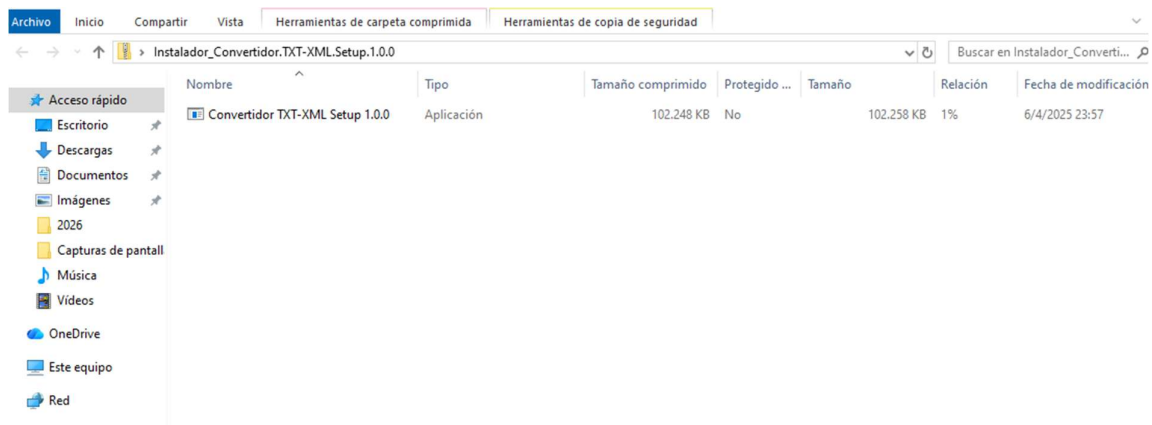 Archivo Inicio Compartir Vista Herramientas de carpeta comprimida Herramientas de copia de seguridad
Instalador_Convertidor.TXT-XML.Setup.1.0.0 Buscar en Instalador_Converti...
Nombre Tipo Tamaño comprimido Protegido ... Tamaño Relación Fecha de modificación
Convertidor TXT-XML Setup 1.0.0 Aplicación 102.248 KB No 102.258 KB 1% 6/4/2025 23:57
Acceso rápido
Escritorio
Descargas
Documentos
Imágenes
2026
Capturas de pantall
Música
Vídeos
OneDrive
Este equipo
Red